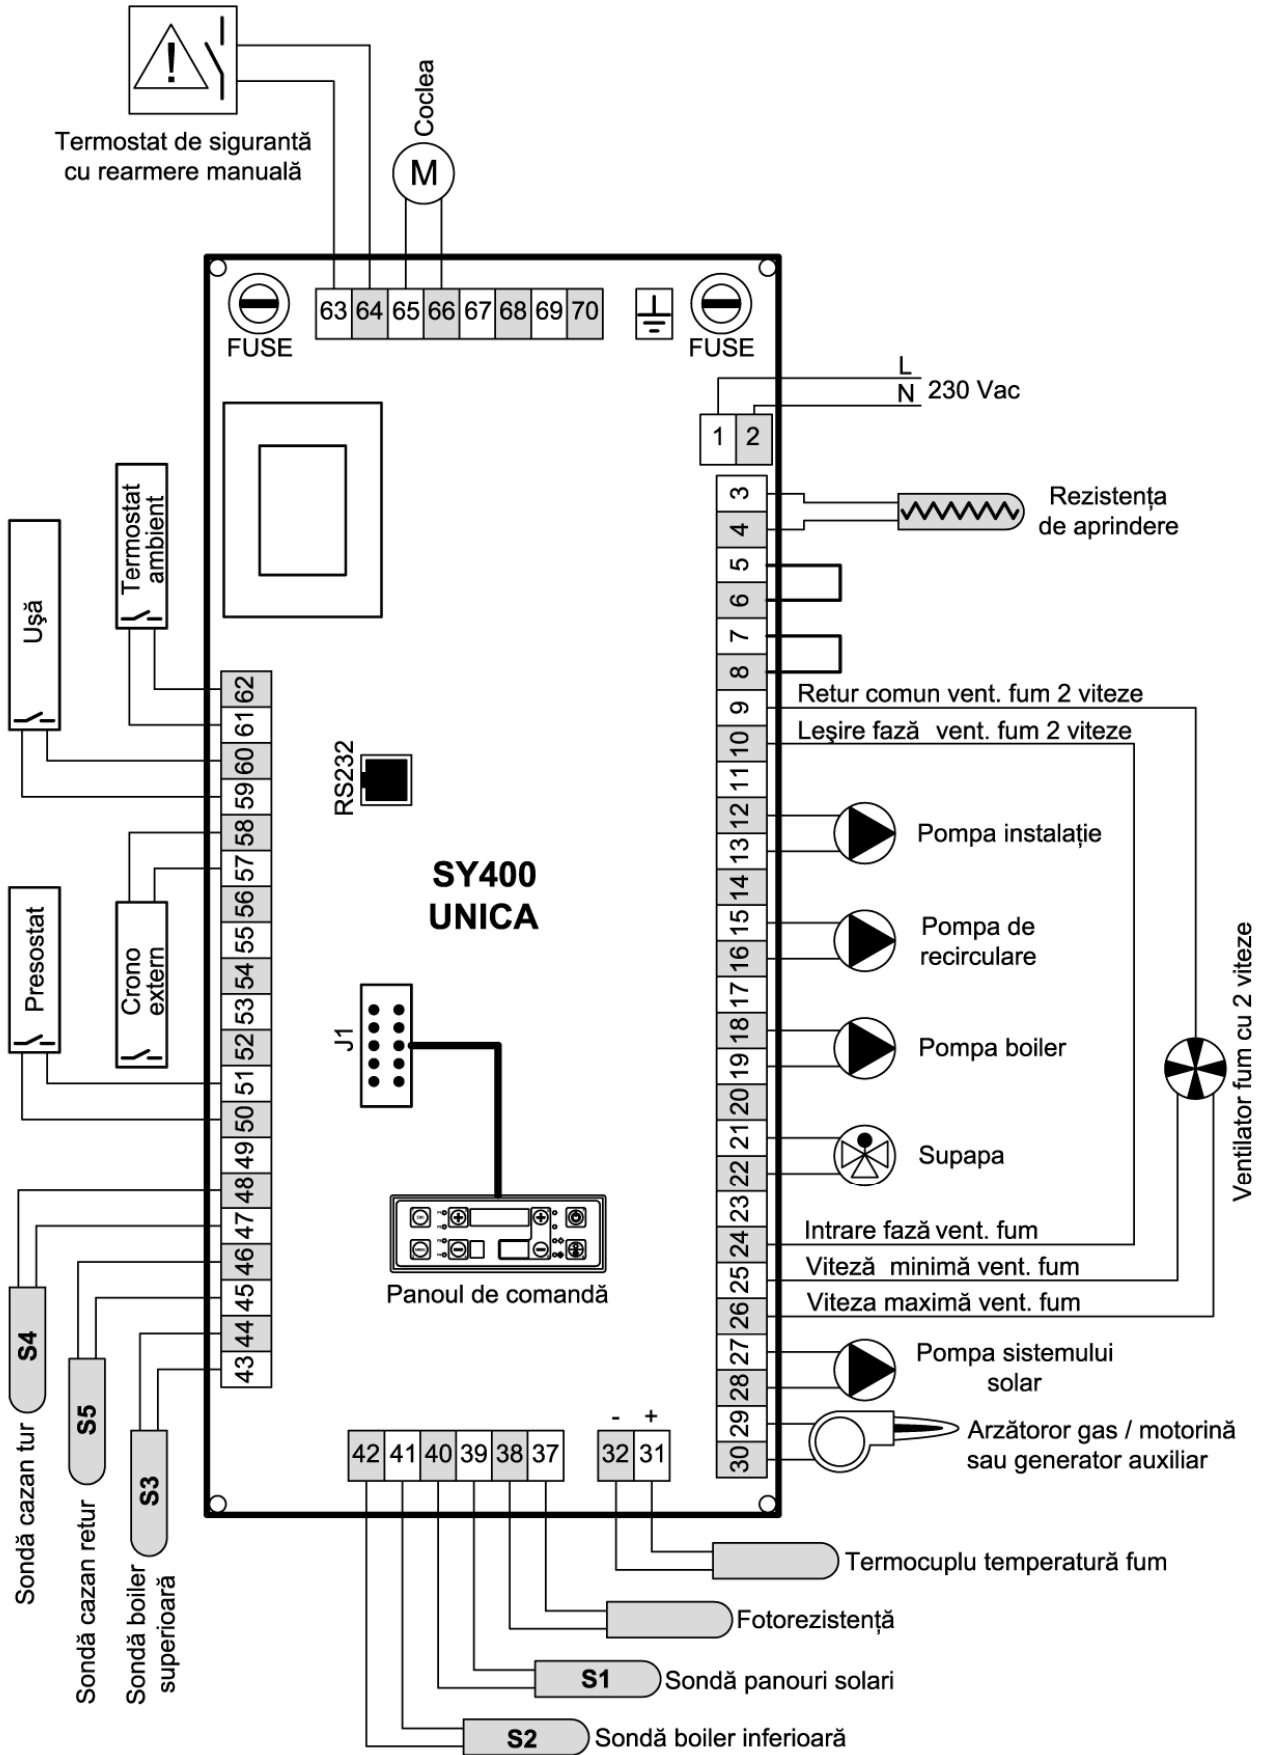 Termostat de sigurantă
cu rearmere manuală
Coclea
M
!
FUSE
63 64 65 66 67 68 69 70
FUSE
L
N
230 Vac
1 2
3
4
5
6
7
8
9
10
11
12
13
14
15
16
17
18
19
20
21
22
23
24
25
26
27
28
29
30
Rezistența
de aprindere
Retur comun vent. fum 2 viteze
Leşire fază vent. fum 2 viteze
Pompa instalație
Pompa de
recirculare
Pompa boiler
Supapa
Ventilator fum cu 2 viteze
Intrare fază vent. fum
Viteză minimă vent. fum
Viteza maximă vent. fum
Pompa sistemului
solar
Arzătoror gas / motorină
sau generator auxiliar
Uşă
Termostat
ambient
Presostat
Crono
extern
62
61
60
59
58
57
56
55
54
53
52
51
50
49
48
47
46
45
44
43
RS232
SY400
UNICA
J1
Panoul de comandă
S4
Sondă cazan tur
S5
Sondă cazan retur
S3
Sondă boiler
superioară
42 41 40 39 38 37
- +
32 31
Termocuplu temperatură fum
Fotorezistență
S1
Sondă panouri solari
S2
Sondă boiler inferioară